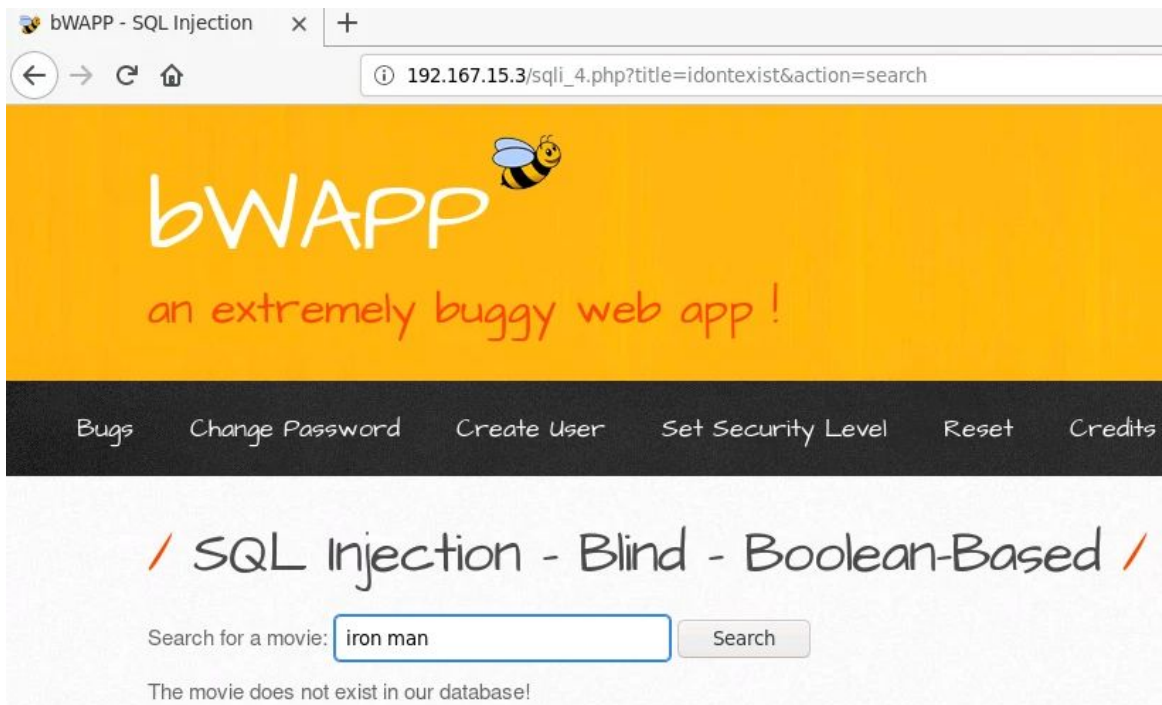 bWAPP - SQL Injection
192.167.15.3/sqli_4.php?title=idontexist&action=search
bWAPP
an extremely buggy web app !
Bugs Change Password Create User Set Security Level Reset Credits
/ SQL Injection - Blind - Boolean-Based /
Search for a movie: iron man Search
The movie does not exist in our database!